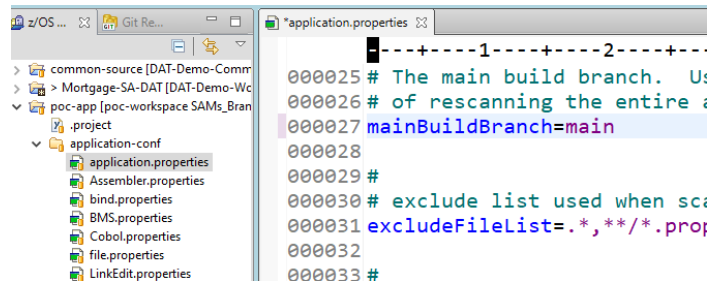 z/OS ...
Git Re...
common-source [DAT-Demo-Comm
> Mortgage-SA-DAT [DAT-Demo-Wo
poc-app [poc-workspace SAMs_Bran
.project
application-conf
application.properties
Assembler.properties
bind.properties
BMS.properties
Cobol.properties
file.properties
LinkEdit.properties
*application.properties
----+----1----+----2----+---
000025 # The main build branch. Us
000026 # of rescanning the entire a
000027 mainBuildBranch=main
000028
000029 #
000030 # exclude list used when sca
000031 excludeFileList=.*,**/*.prop
000032
000033 #